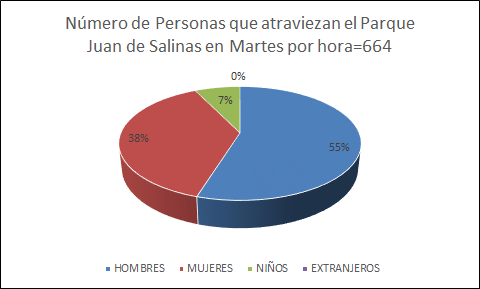 Número de Personas que atraviezan el Parque
Juan de Salinas en Martes por hora=664
0%
7%
38%
55%
HOMBRES MUJERES NIÑOS EXTRANJEROS